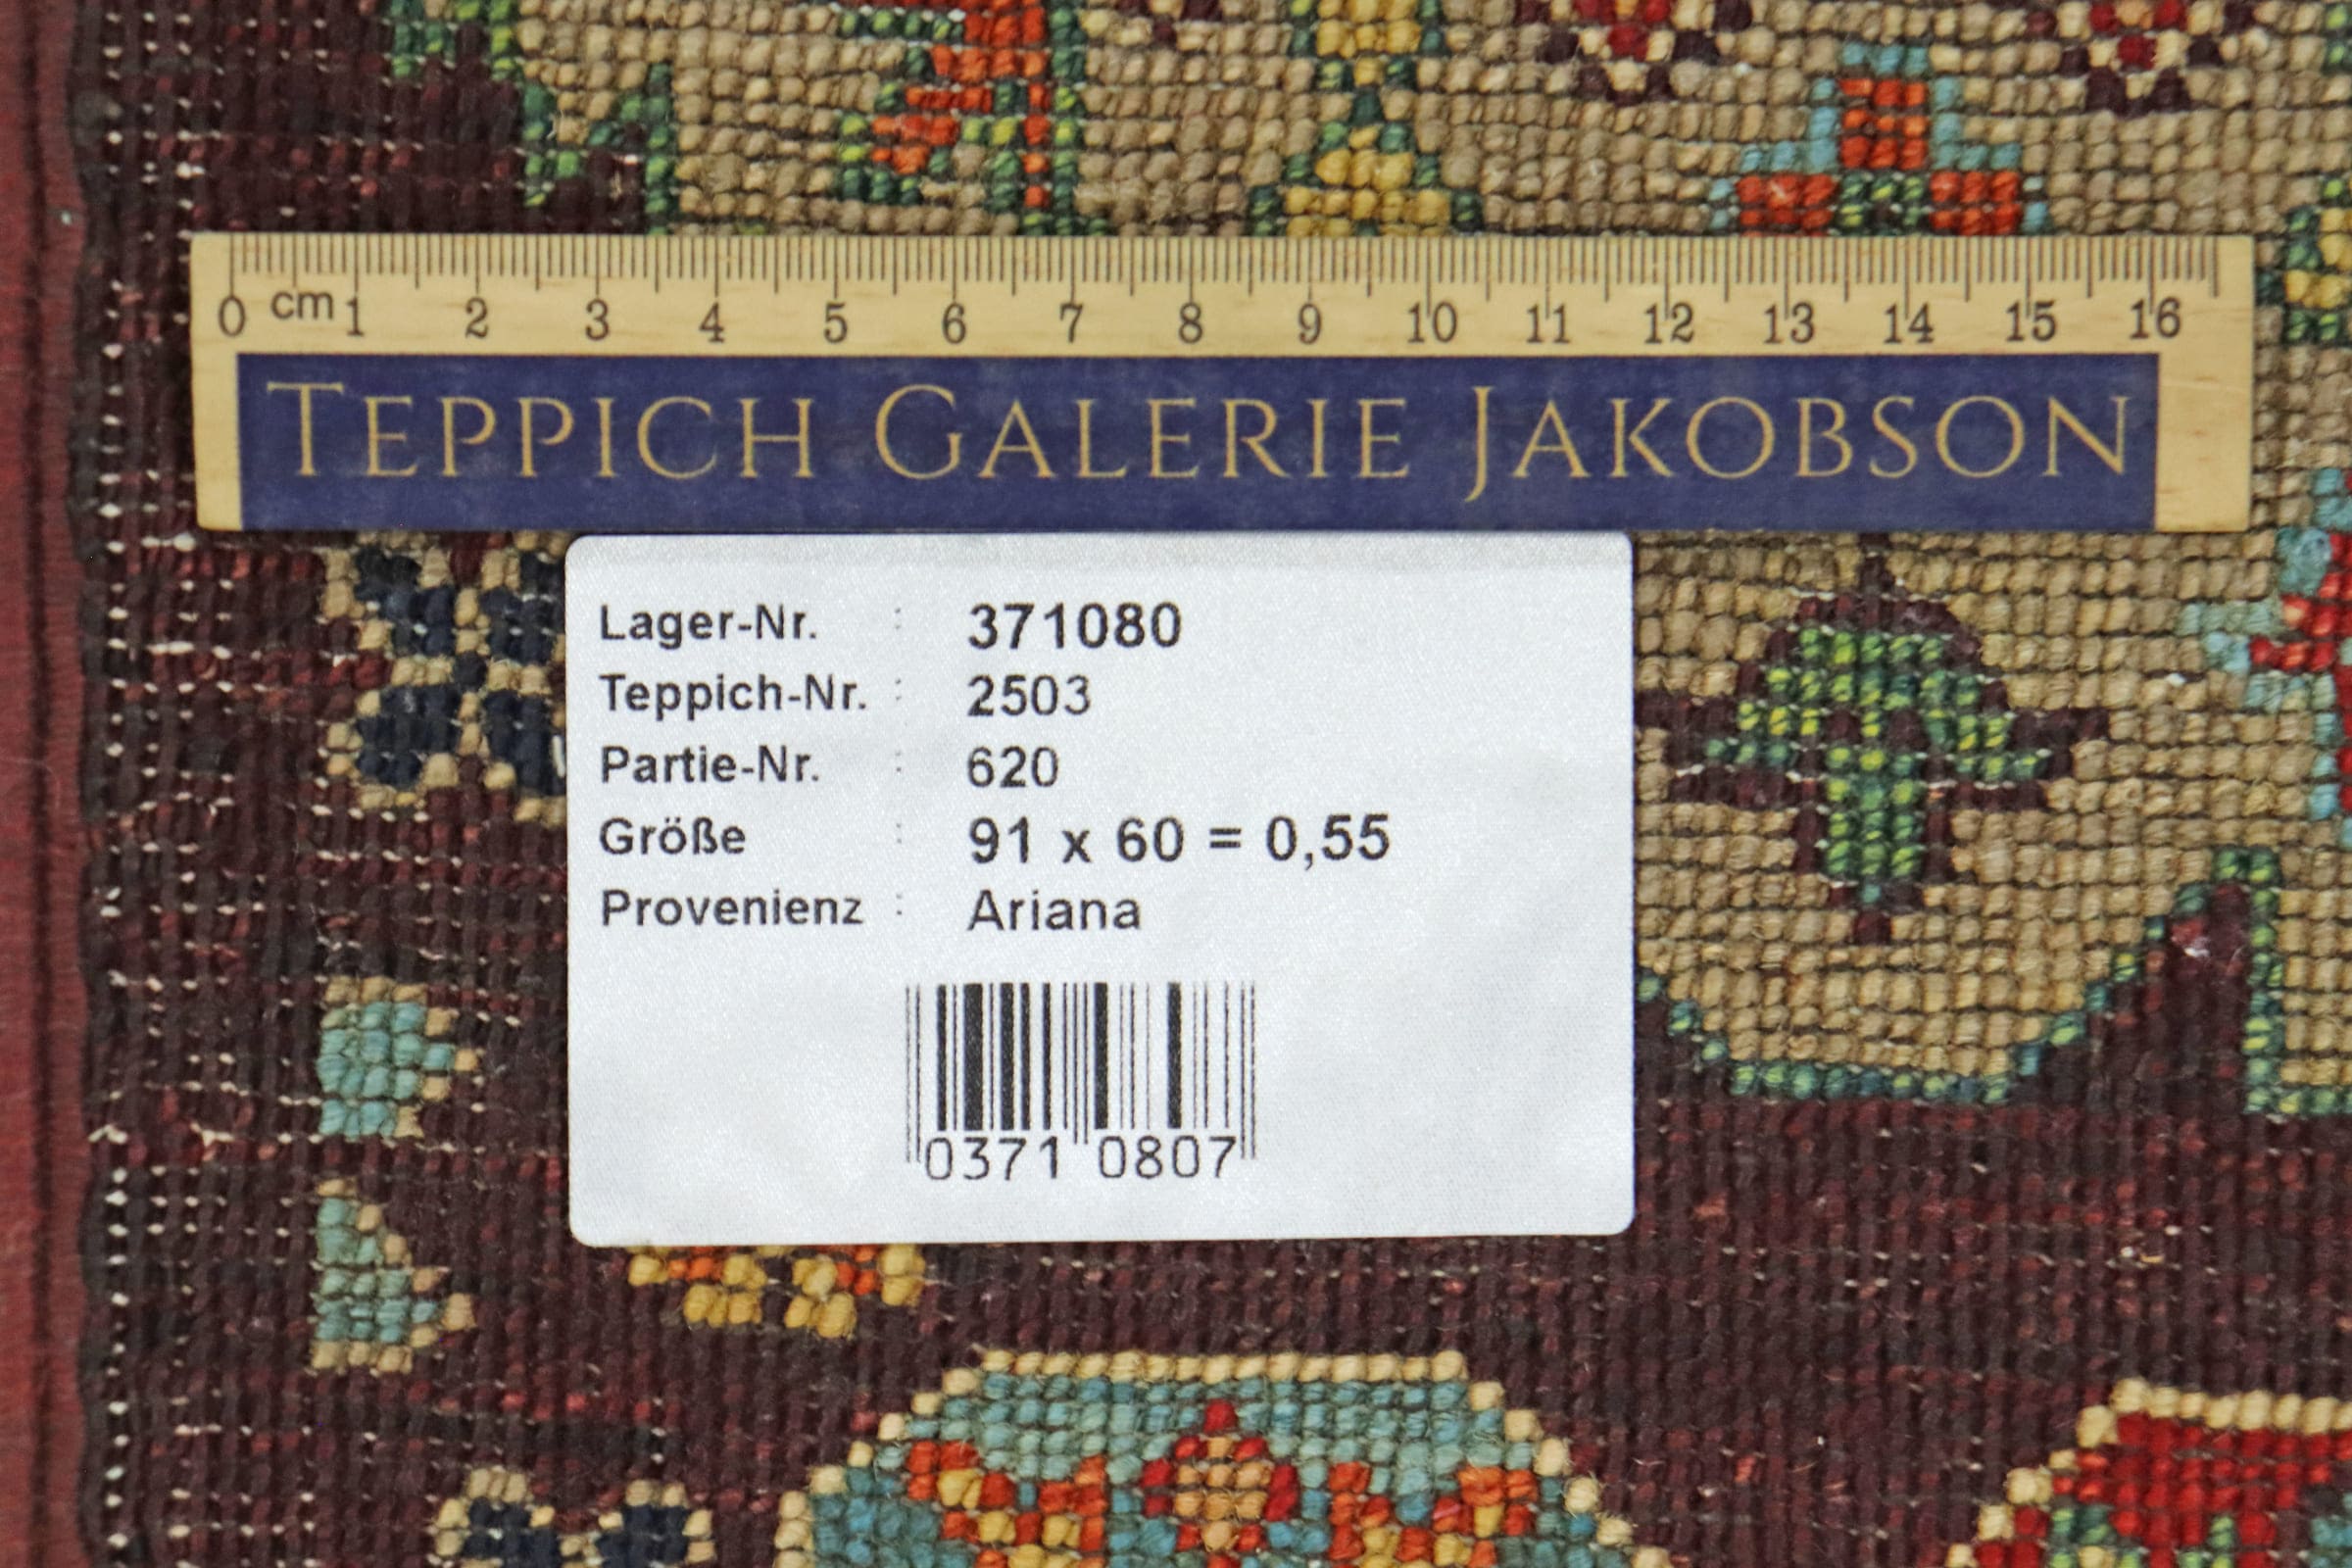 0 cm 1 2 3 4 5 6 7 8 9 10 11 12 13 14 15 16
TEPPICH GALERIE JAKOBSON
Lager-Nr. : 371080
Teppich-Nr. : 2503
Partie-Nr. : 620
Größe : 91 x 60 = 0,55
Provenienz : Ariana
0371 0807